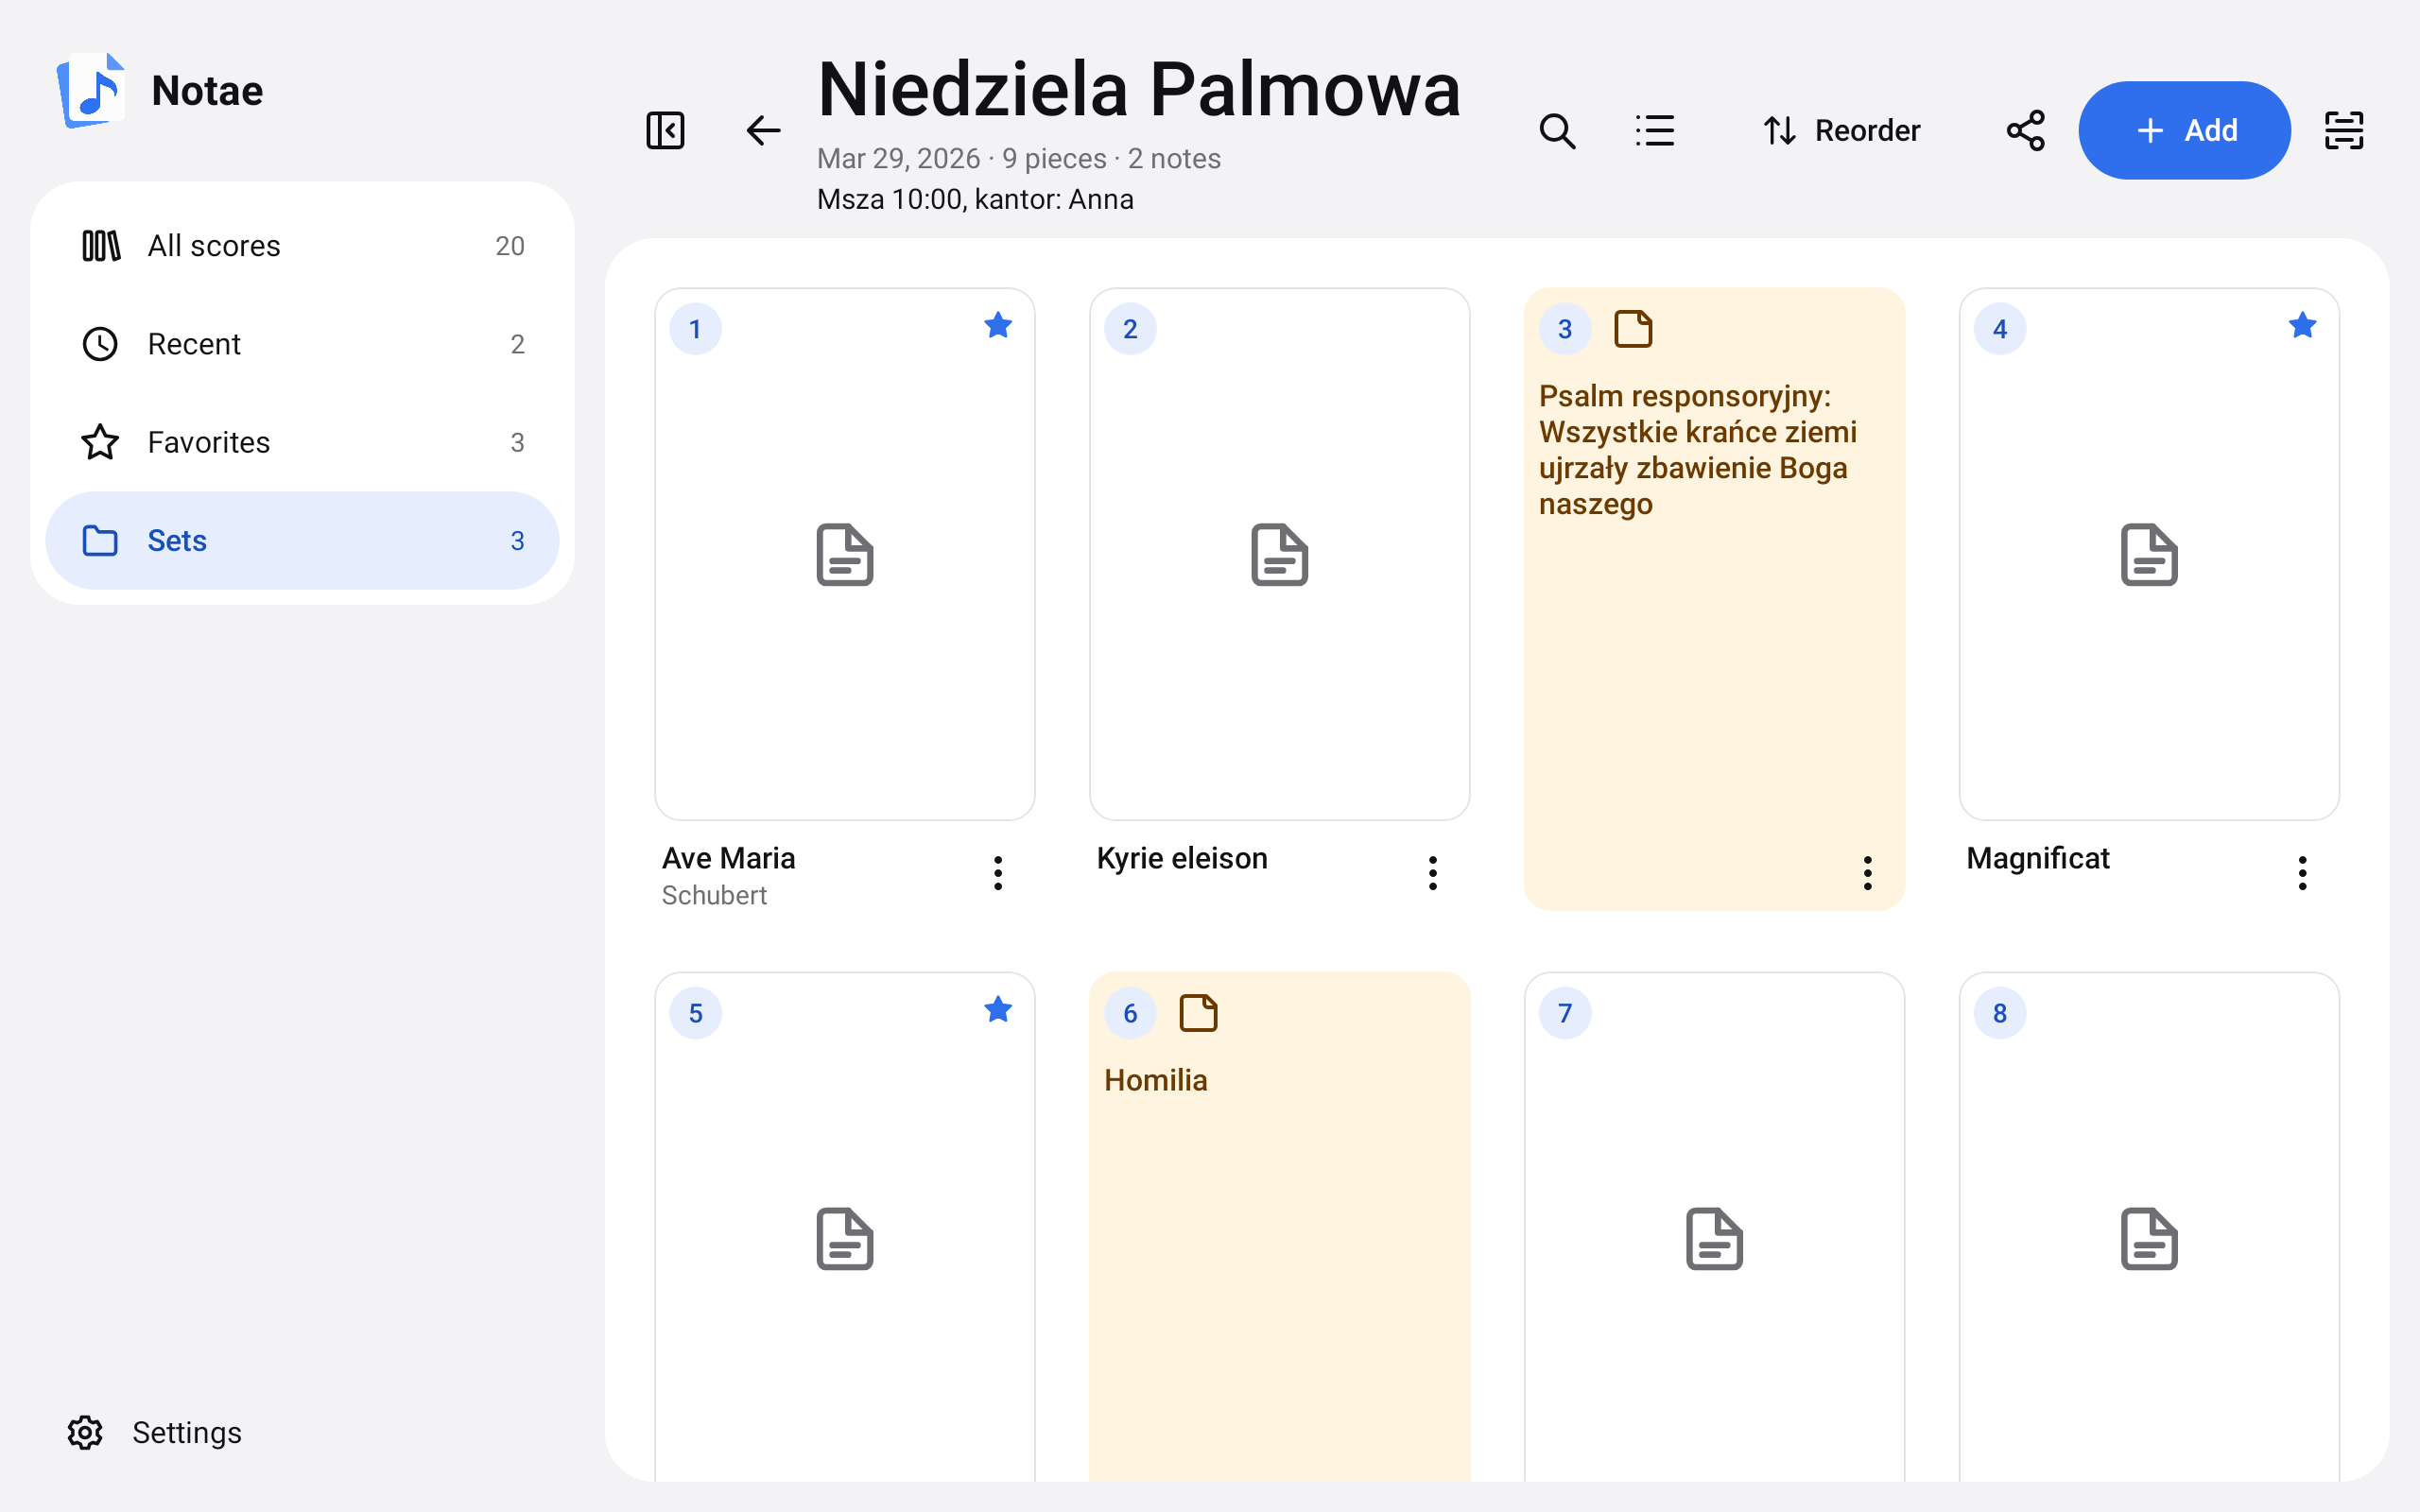 Notae
All scores 20
Recent 2
Favorites 3
Sets 3
Settings
Niedziela Palmowa
Mar 29, 2026 · 9 pieces · 2 notes
Msza 10:00, kantor: Anna
Reorder
Add
1
2
3
4
Psalm responsoryjny:
Wszystkie krańce ziemi
ujrzały zbawienie Boga
naszego
Ave Maria
Schubert
Kyrie eleison
Magnificat
5
6
7
8
Homilia